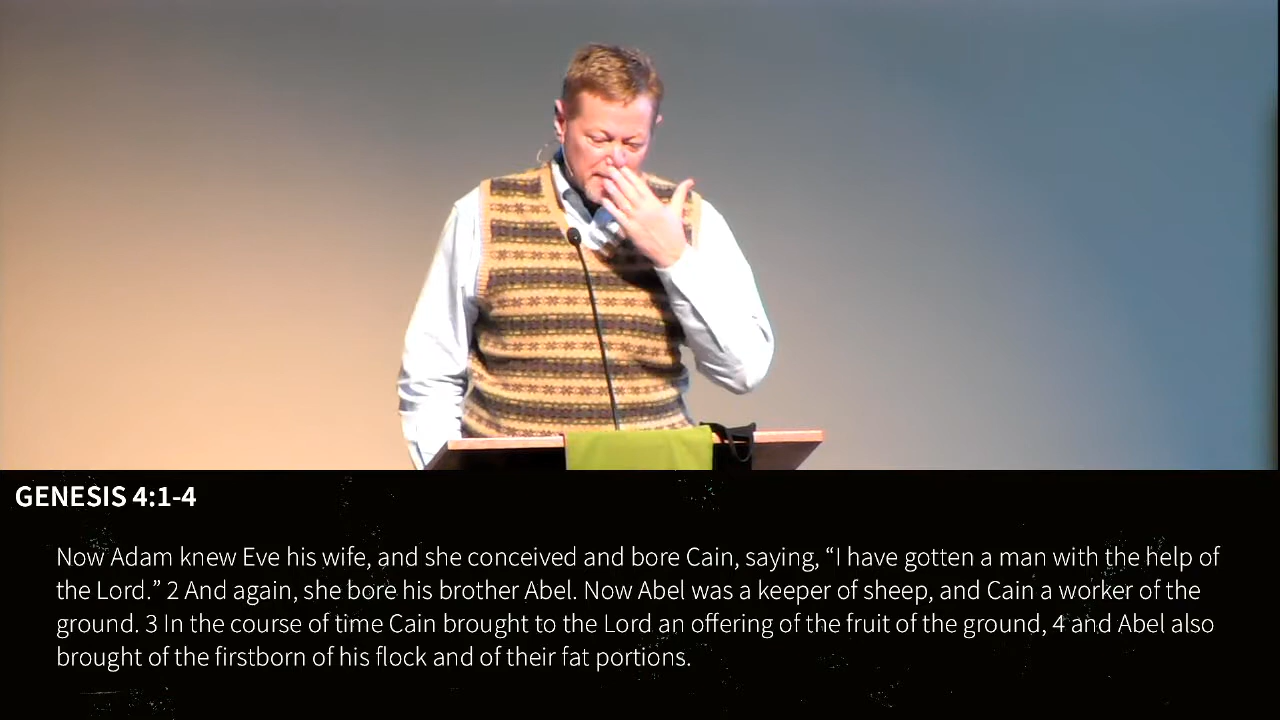 GENESIS 4:1-4
Now Adam knew Eve his wife, and she conceived and bore Cain, saying, “I have gotten a man with the help of
the Lord.” 2 And again, she bore his brother Abel. Now Abel was a keeper of sheep, and Cain a worker of the
ground. 3 In the course of time Cain brought to the Lord an offering of the fruit of the ground, 4 and Abel also
brought of the firstborn of his flock and of their fat portions.